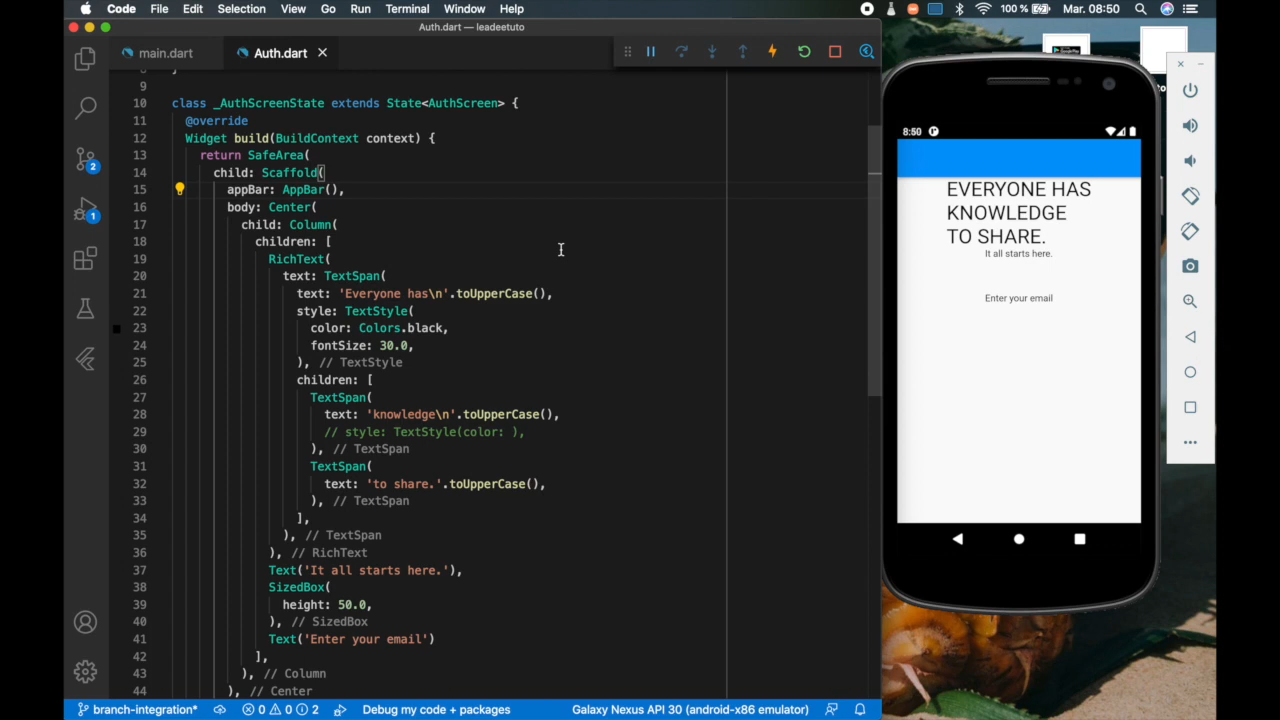 Code File Edit Selection View Go Run Terminal Window Help
100 % Mar. 08:50
Auth.dart — leadeetuto
main.dart
Auth.dart
9
10 class _AuthScreenState extends State<AuthScreen> {
11 @override
12 Widget build(BuildContext context) {
13 return SafeArea(
14 child: Scaffold(
15 appBar: AppBar(),
16 body: Center(
17 child: Column(
18 children: [
19 RichText(
20 text: TextSpan(
21 text: 'Everyone has\n'.toUpperCase(),
22 style: TextStyle(
23 color: Colors.black,
24 fontSize: 30.0,
25 ), // TextStyle
26 children: [
27 TextSpan(
28 text: 'knowledge\n'.toUpperCase(),
29 // style: TextStyle(color: ),
30 ), // TextSpan
31 TextSpan(
32 text: 'to share.'.toUpperCase(),
33 ), // TextSpan
34 ],
35 ), // TextSpan
36 ), // RichText
37 Text('It all starts here.'),
38 SizedBox(
39 height: 50.0,
40 ), // SizedBox
41 Text('Enter your email')
42 ],
43 ), // Column
44 ), // Center
2
1
branch-integration* 0 0 2 Debug my code + packages Galaxy Nexus API 30 (android-x86 emulator)
8:50
EVERYONE HAS
KNOWLEDGE
TO SHARE.
It all starts here.
Enter your email